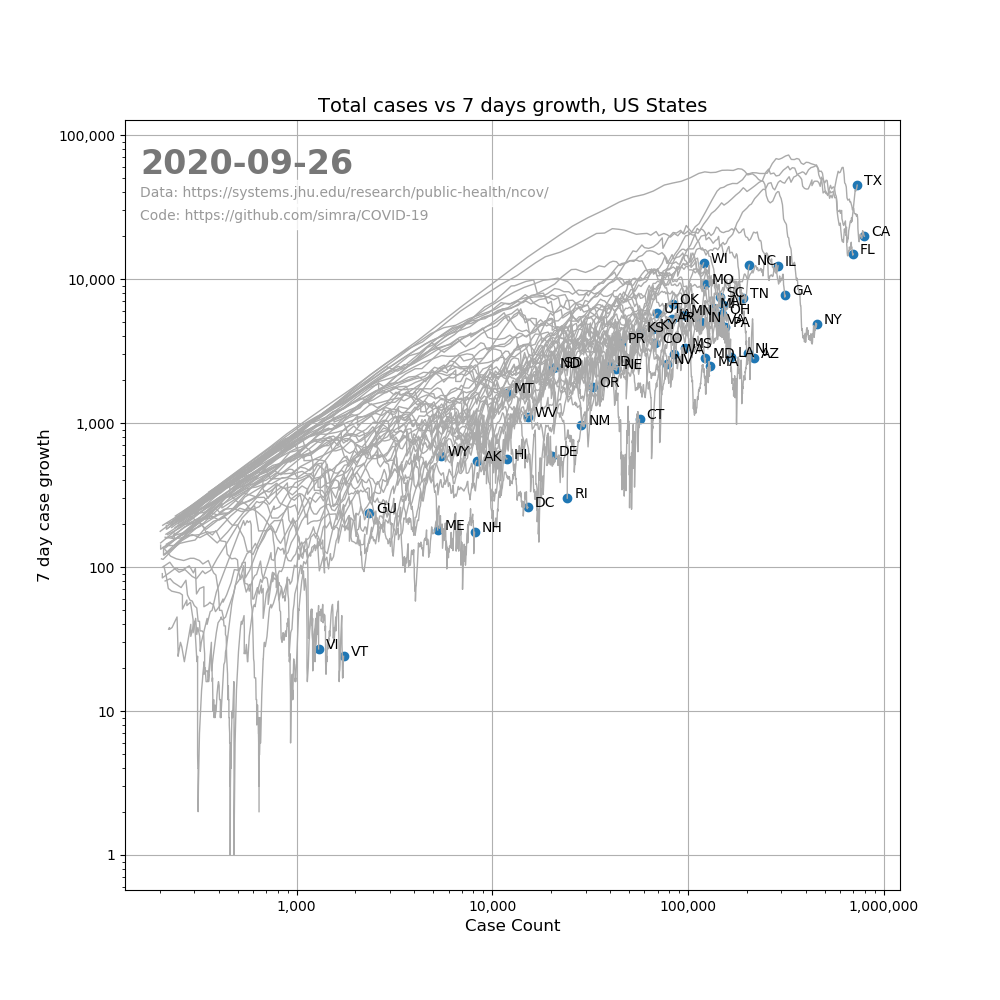 Total cases vs 7 days growth, US States
100,000
2020-09-26
Data: https://systems.jhu.edu/research/public-health/ncov/
Code: https://github.com/simra/COVID-19
TX
CA
FL
10,000
WI
NC
IL
MO
GA
TN
SC
OK
OH
UT
MN
AR
IN
PA
NY
KS
KY
PR
CO
MS
WA
NJ
MD
LA
AZ
MA
NV
ND
SD
ID
NE
OR
MT
1,000
WV
NM
CT
WY
AK
HI
DE
RI
DC
GU
ME
NH
100
VI
VT
10
1
7 day case growth
1,000
10,000
100,000
1,000,000
Case Count